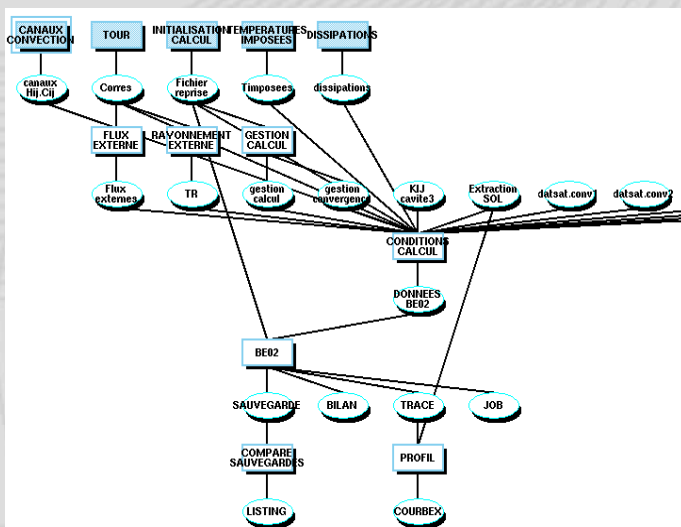 CANAUX
CONVECTION
TOUR
INITIALISATION
CALCUL
TEMPERATURES
IMPOSEES
DISSIPATIONS
canaux
Hij.Cij
Corres
Fichier
reprise
Timposees
dissipations
FLUX
EXTERNE
RAYONNEMENT
EXTERNE
GESTION
CALCUL
Flux
externes
TR
gestion
calcul
gestion
convergence
KIJ
cavite3
Extraction
SOL
datsat.conv1
datsat.conv2
CONDITIONS
CALCUL
DONNEES
BE02
BE02
SAUVEGARDE
BILAN
TRACE
JOB
COMPARE
SAUVEGARDES
PROFIL
LISTING
COURBEX